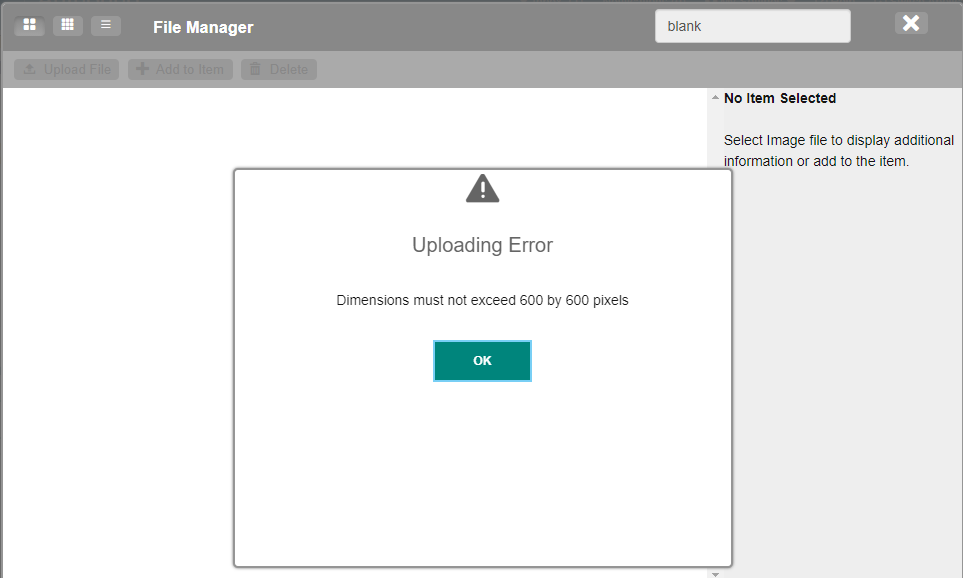 File Manager
blank
Upload File
Add to Item
Delete
No Item Selected
Select Image file to display additional
information or add to the item.
Uploading Error
Dimensions must not exceed 600 by 600 pixels
OK